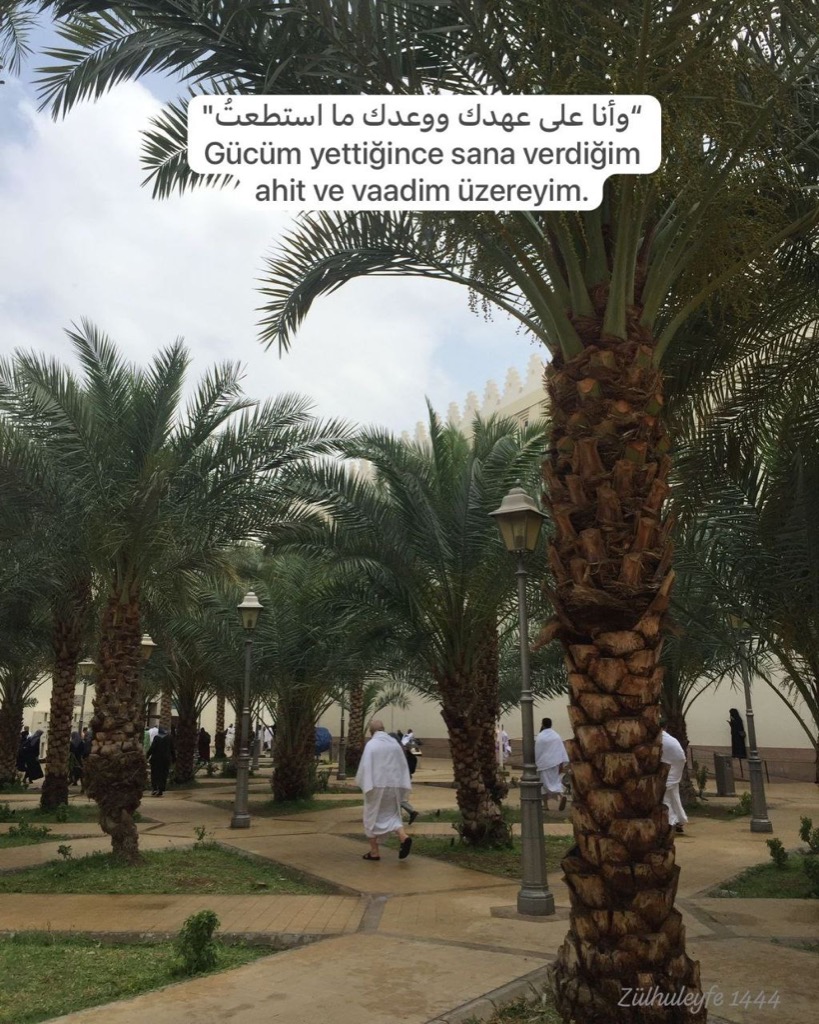 "وأنا على عهدك ووعدك ما استطعتُ"
Gücüm yettiğince sana verdiğim
ahit ve vaadim üzereyim.
Zülhuleyfe 1444